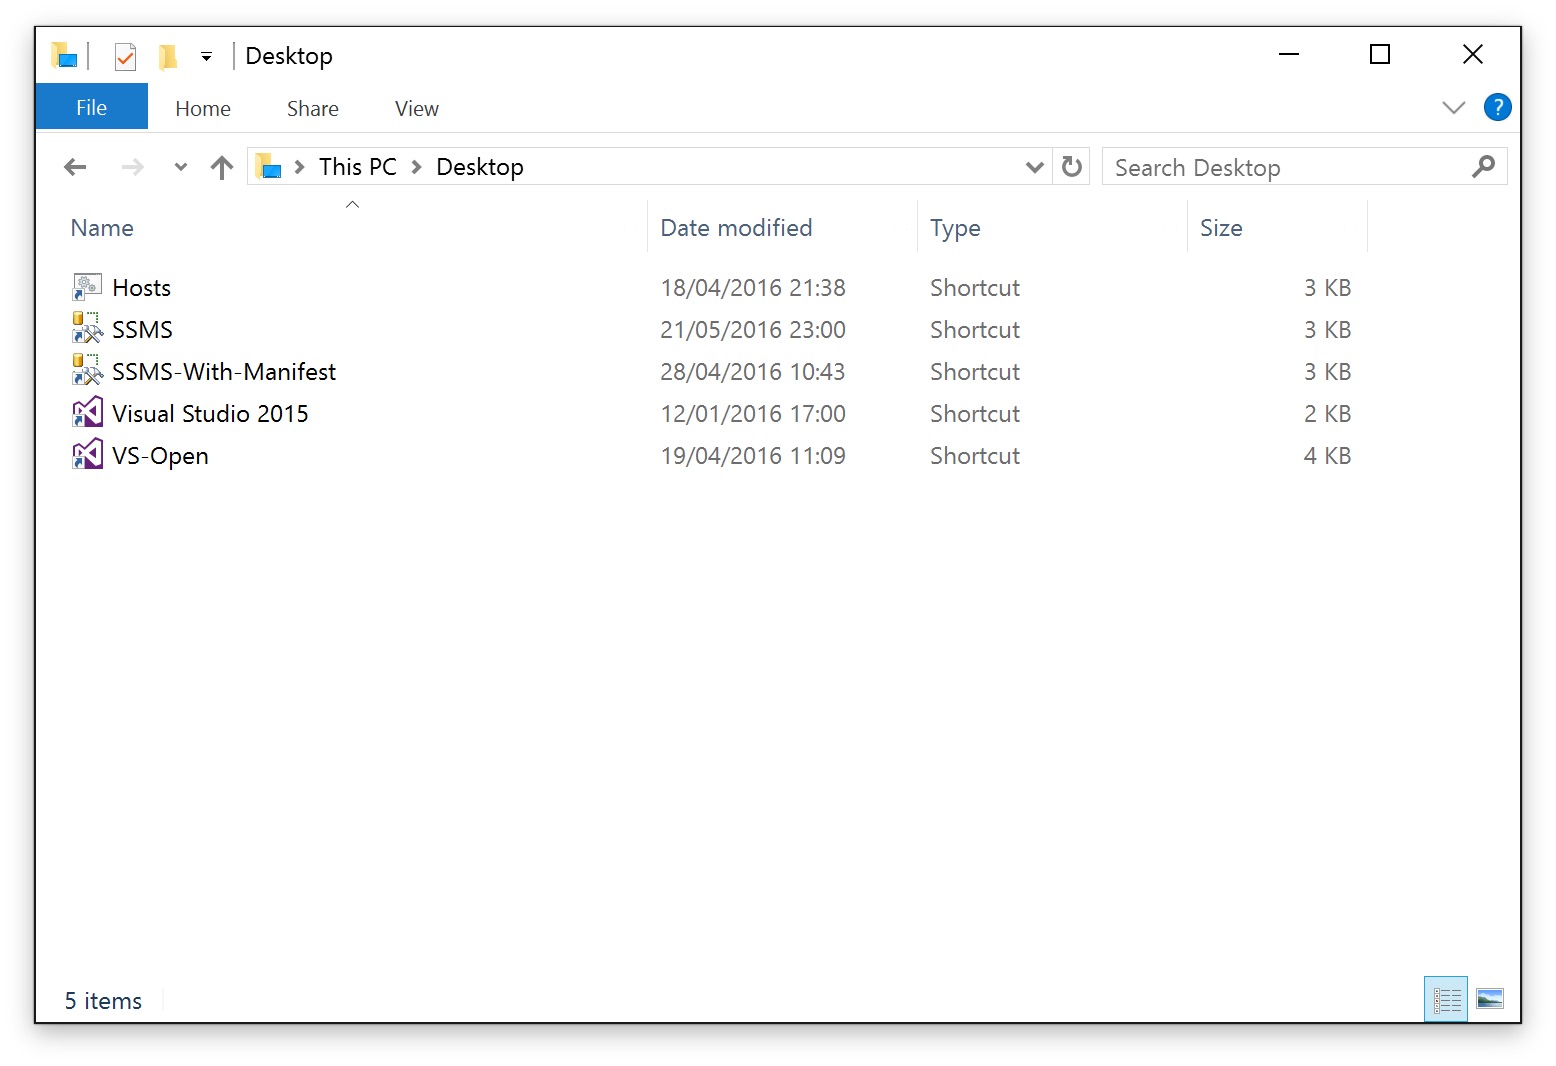 Desktop
File Home Share View ?
This PC Desktop Search Desktop
Name Date modified Type Size
Hosts 18/04/2016 21:38 Shortcut 3 KB
SSMS 21/05/2016 23:00 Shortcut 3 KB
SSMS-With-Manifest 28/04/2016 10:43 Shortcut 3 KB
Visual Studio 2015 12/01/2016 17:00 Shortcut 2 KB
VS-Open 19/04/2016 11:09 Shortcut 4 KB
5 items